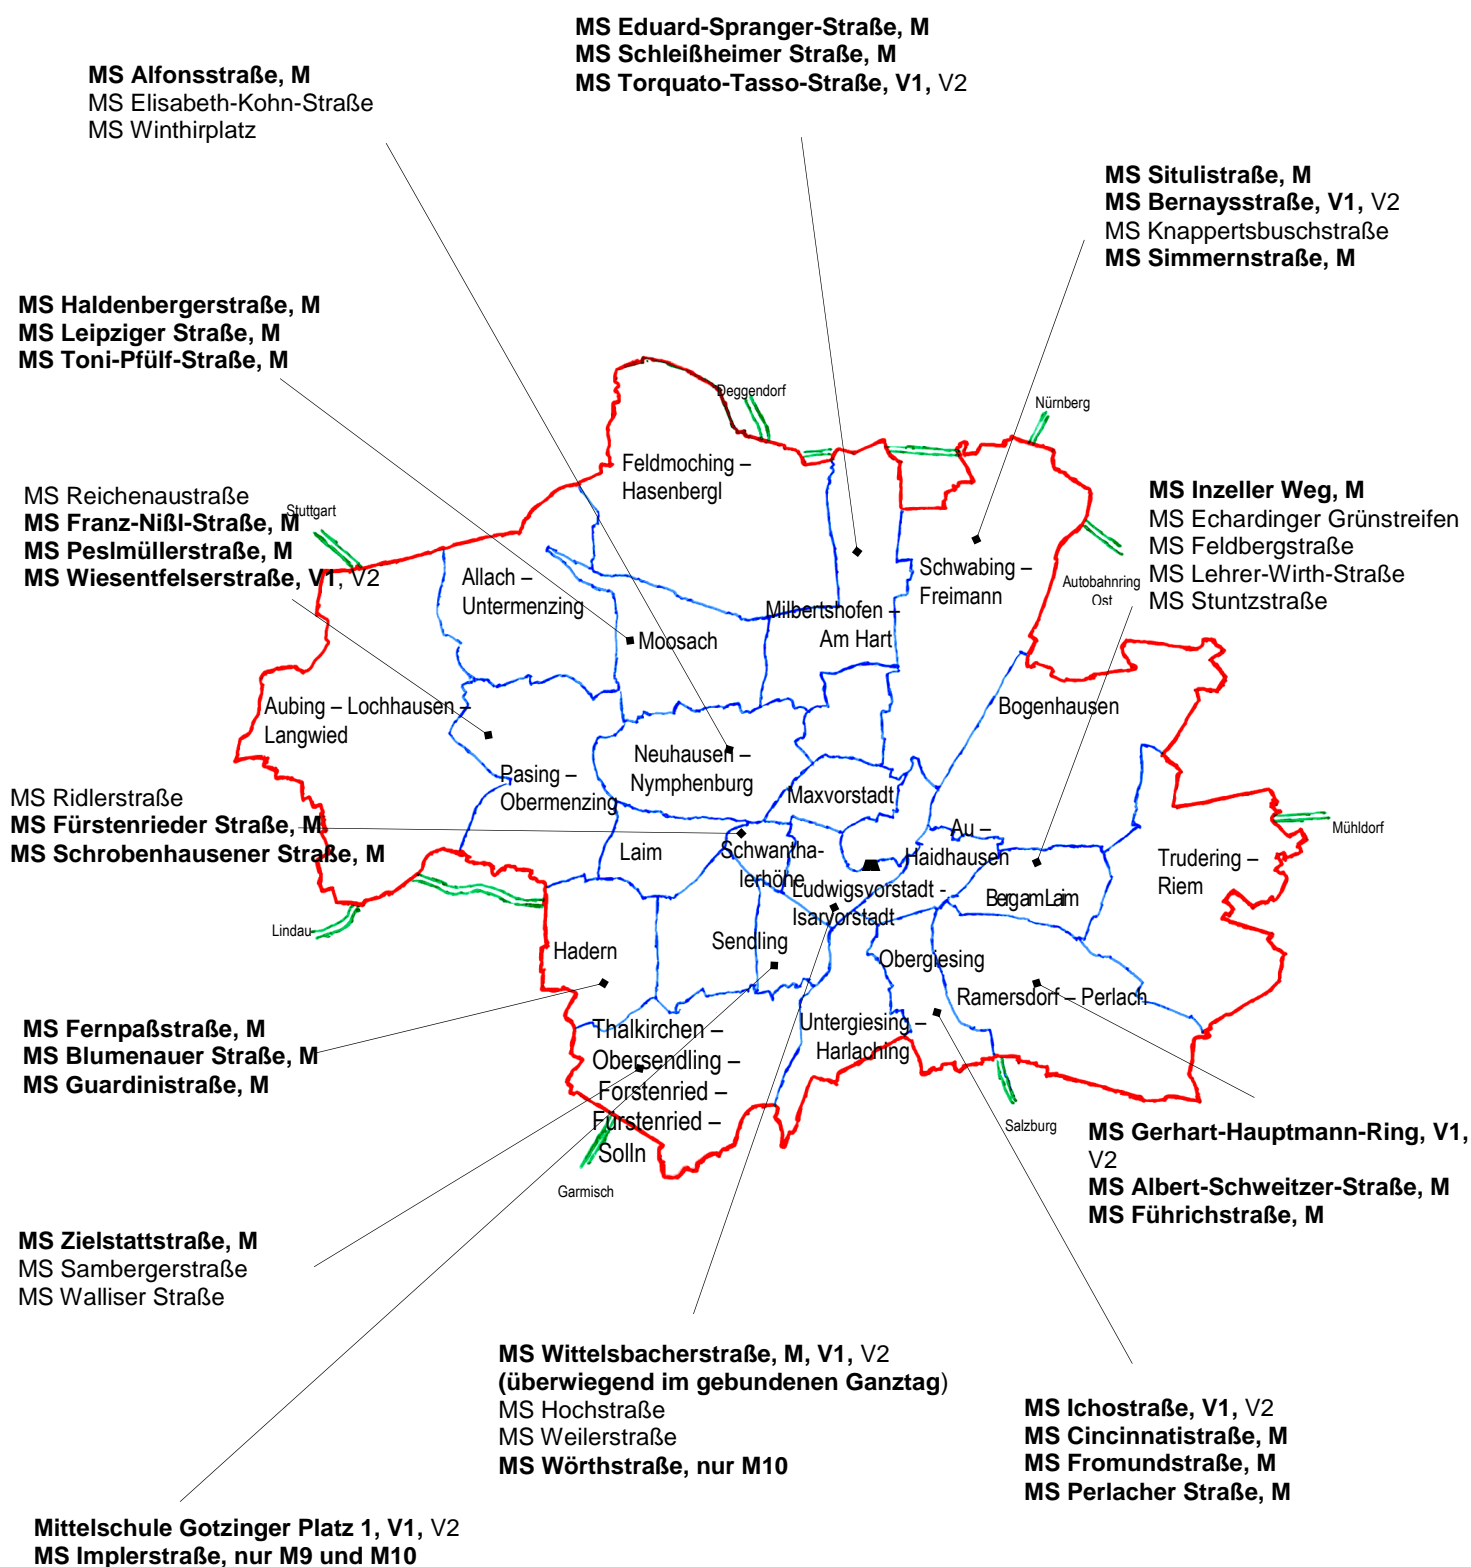 MS Eduard-Spranger-Straße, M
MS Schleißheimer Straße, M
MS Torquato-Tasso-Straße, V1, V2
MS Alfonsstraße, M
MS Elisabeth-Kohn-Straße
MS Winthirplatz
MS Situlistraße, M
MS Bernaysstraße, V1, V2
MS Knappertsbuschstraße
MS Simmernstraße, M
MS Haldenbergerstraße, M
MS Leipziger Straße, M
MS Toni-Pfülf-Straße, M
Deggendorf
Nürnberg
Feldmoching –
Hasenbergl
MS Reichenaustraße
MS Franz-Nißl-Straße, M
MS Peslmüllerstraße, M
MS Wiesentfelserstraße, V1, V2
Stuttgart
MS Inzeller Weg, M
MS Echardinger Grünstreifen
MS Feldbergstraße
MS Lehrer-Wirth-Straße
MS Stuntzstraße
Allach –
Untermenzing
Schwabing –
Freimann
Autobahnring
Ost
Milbertshofen –
Am Hart
Moosach
Aubing – Lochhausen –
Langwied
Bogenhausen
Neuhausen –
Nymphenburg
Pasing –
Obermenzing
Maxvorstadt
MS Ridlerstraße
MS Fürstenrieder Straße, M
MS Schrobenhausener Straße, M
Au –
Haidhausen
Mühldorf
Laim
Schwantha-
lerhöhe
Trudering –
Riem
Ludwigsvorstadt -
Isarvorstadt
Berg am Laim
Lindau
Hadern
Sendling
Obergiesing
Ramersdorf – Perlach
Untergiesing –
Harlaching
MS Fernpaßstraße, M
MS Blumenauer Straße, M
MS Guardinistraße, M
Thalkirchen –
Obersendling –
Forstenried –
Fürstenried –
Solln
Garmisch
Salzburg
MS Gerhart-Hauptmann-Ring, V1,
V2
MS Albert-Schweitzer-Straße, M
MS Führichstraße, M
MS Zielstattstraße, M
MS Sambergerstraße
MS Walliser Straße
MS Wittelsbacherstraße, M, V1, V2
(überwiegend im gebundenen Ganztag)
MS Hochstraße
MS Weilerstraße
MS Wörthstraße, nur M10
MS Ichostraße, V1, V2
MS Cincinnatistraße, M
MS Fromundstraße, M
MS Perlacher Straße, M
Mittelschule Gotzinger Platz 1, V1, V2
MS Implerstraße, nur M9 und M10